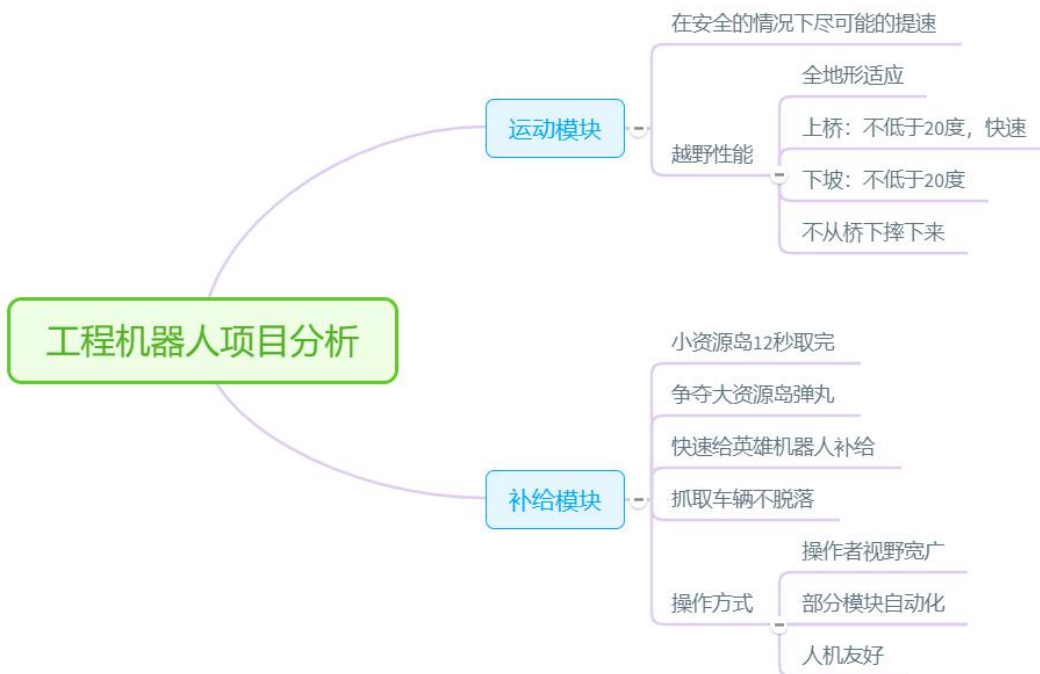 工程机器人项目分析
运动模块
在安全的情况下尽可能的提速
越野性能
全地形适应
上桥：不低于20度，快速
下坡：不低于20度
不从桥下摔下来
补给模块
小资源岛12秒取完
争夺大资源岛弹丸
快速给英雄机器人补给
抓取车辆不脱落
操作方式
操作者视野宽广
部分模块自动化
人机友好